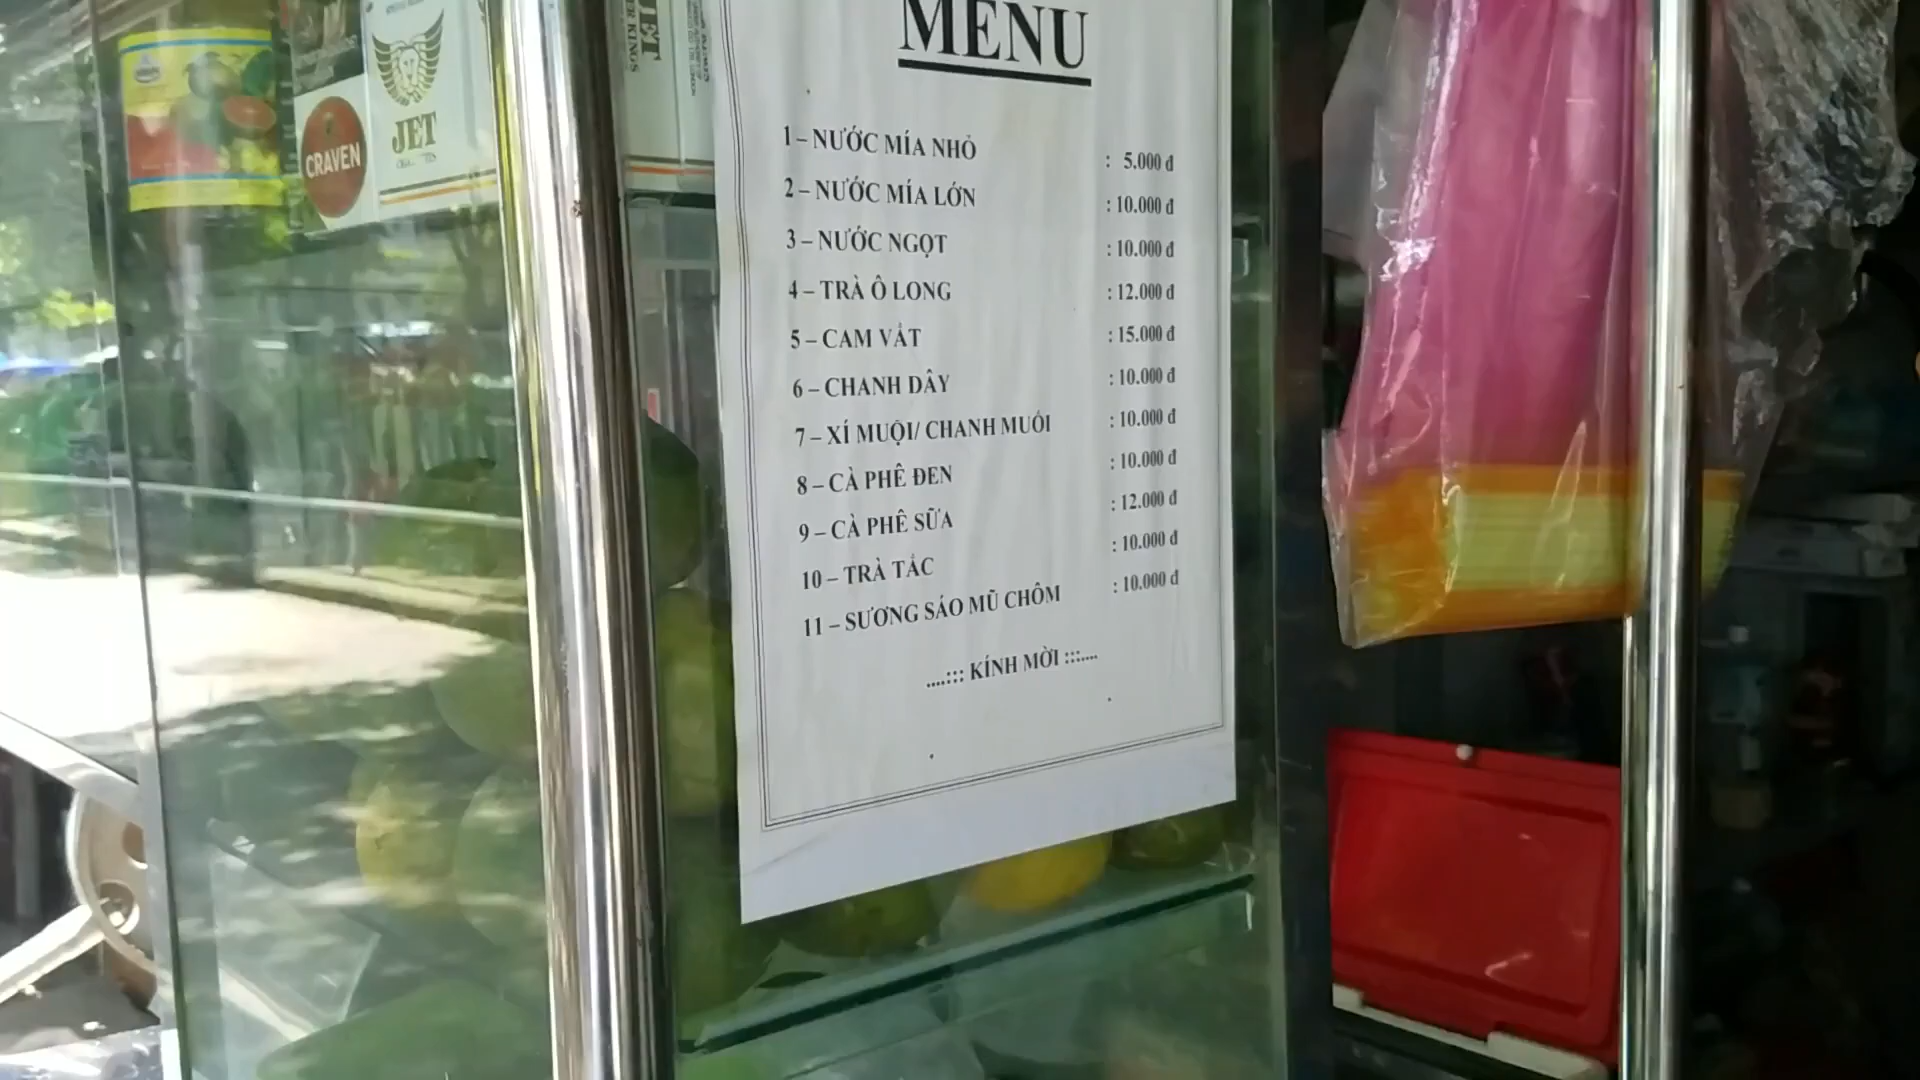 MENU
1 – NƯỚC MÍA NHỎ : 5.000 đ
2 – NƯỚC MÍA LỚN : 10.000 đ
3 – NƯỚC NGỌT : 10.000 đ
4 – TRÀ Ô LONG : 12.000 đ
5 – CAM VẮT : 15.000 đ
6 – CHANH DÂY : 10.000 đ
7 – XÍ MUỘI/ CHANH MUỐI : 10.000 đ
8 – CÀ PHÊ ĐEN : 10.000 đ
9 – CÀ PHÊ SỮA : 12.000 đ
10 – TRÀ TẮC : 10.000 đ
11 – SƯƠNG SÁO MŨ CHÔM : 10.000 đ
....::: KÍNH MỜI :::....
CRAVEN
JET
JET